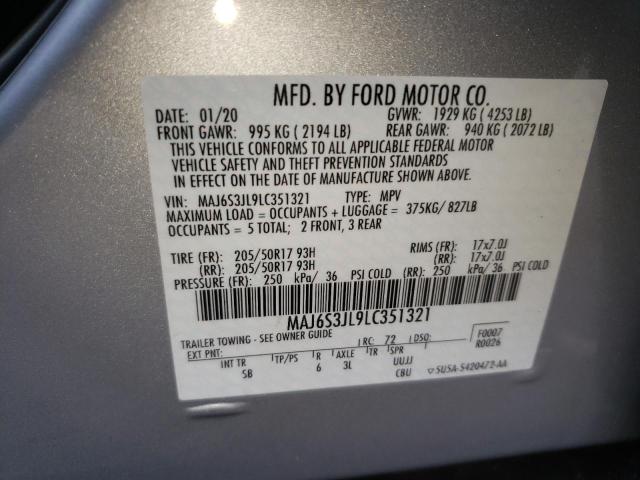 MFD. BY FORD MOTOR CO.
DATE: 01/20 GVWR: 1929 KG ( 4253 LB)
FRONT GAWR: 995 KG ( 2194 LB) REAR GAWR: 940 KG ( 2072 LB)
THIS VEHICLE CONFORMS TO ALL APPLICABLE FEDERAL MOTOR
VEHICLE SAFETY AND THEFT PREVENTION STANDARDS
IN EFFECT ON THE DATE OF MANUFACTURE SHOWN ABOVE.
VIN: MAJ6S3JL9LC351321 TYPE: MPV
MAXIMUM LOAD = OCCUPANTS + LUGGAGE = 375KG/ 827LB
OCCUPANTS = 5 TOTAL; 2 FRONT, 3 REAR
TIRE (FR): 205/50R17 93H RIMS (FR): 17x7.0J
(RR): 205/50R17 93H (RR): 17x7.0J
PRESSURE (FR): 250 kPa/ 36 PSI COLD (RR): 250 kPa/ 36 PSI COLD
MAJ6S3JL9LC351321
TRAILER TOWING - SEE OWNER GUIDE
EXT PNT: RC: 72 DSO: F0007
R0026
INT TR TP/PS R AXLE TR SPR
SB 6 3L UUJJ
CBU SU5A-S420472-AA